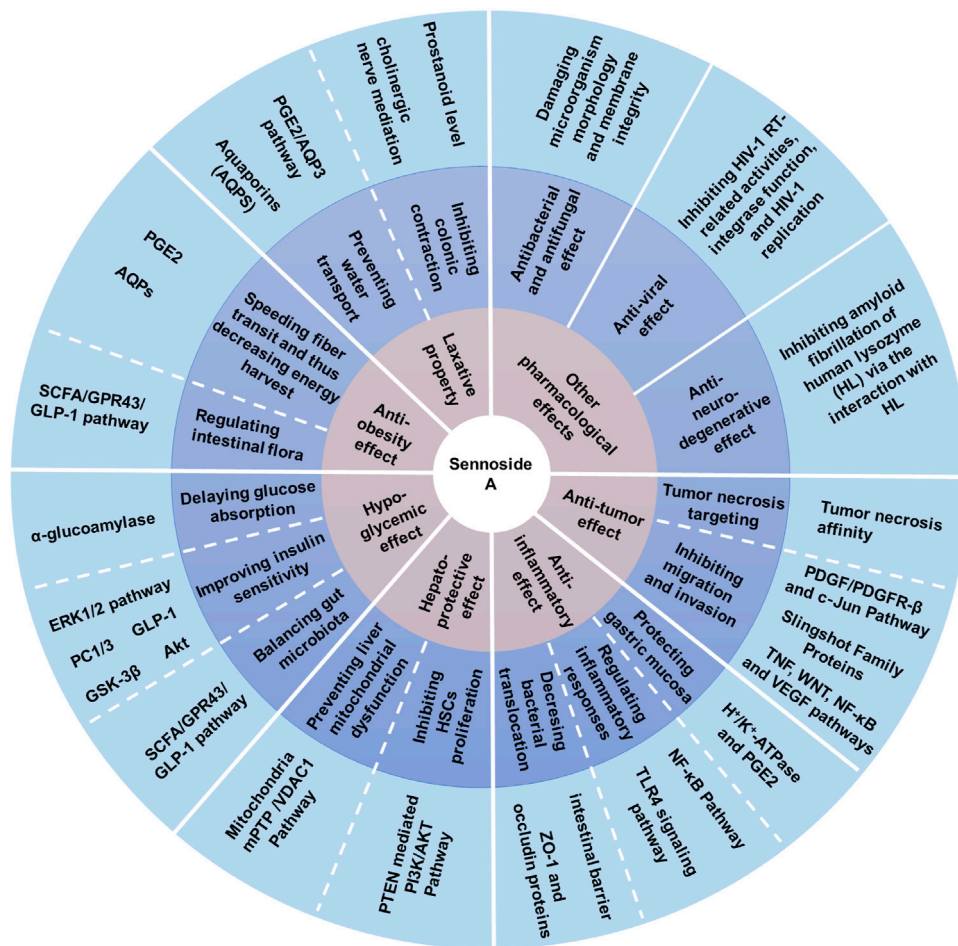 Sennoside
A
Laxative
property
Other
pharmacological
effects
Anti-tumor
effect
Anti-
inflammatory
effect
Hepato-
protective
effect
Hypo-
glycemic
effect
Anti-
obesity
effect
Preventing
water
transport
Inhibiting
colonic
contraction
Antibacterial
and antifungal
effect
Anti-viral
effect
Anti-
neuro-
degenerative
effect
Tumor necrosis
targeting
Inhibiting
migration
and invasion
Protecting
gastric mucosa
Regulating
inflammatory
responses
Decresing
bacterial
translocation
Inhibiting
HSCs
proliferation
Preventing liver
mitochondrial
dysfunction
Balancing gut
microbiota
Improving insulin
sensitivity
Delaying glucose
absorption
Regulating
intestinal flora
Speeding fiber
transit and thus
decreasing energy
harvest
Aquaporins
(AQPS)
PGE2/AQP3
pathway
cholinergic
nerve mediation
Prostanoid level
Damaging
microorganism
morphology
and membrane
integrity
Inhibiting HIV-1 RT-
related activities,
integrase function,
and HIV-1
replication
Inhibiting amyloid
fibrillation of
human lysozyme
(HL) via the
interaction with
HL
Tumor necrosis
affinity
PDGF/PDGFR-β
and c-Jun Pathway
Slingshot Family
Proteins
TNF, WNT, NF-κB
and VEGF pathways
H⁺/K⁺-ATPase
and PGE2
NF-κB Pathway
TLR4 signaling
pathway
intestinal barrier
ZO-1 and
occludin proteins
PTEN mediated
PI3K/AKT
Pathway
Mitochondria
mPTP /VDAC1
Pathway
SCFA/GPR43/
GLP-1 pathway
ERK1/2 pathway
PC1/3 GLP-1
GSK-3β Akt
α-glucoamylase
SCFA/GPR43/
GLP-1 pathway
PGE2
AQPs